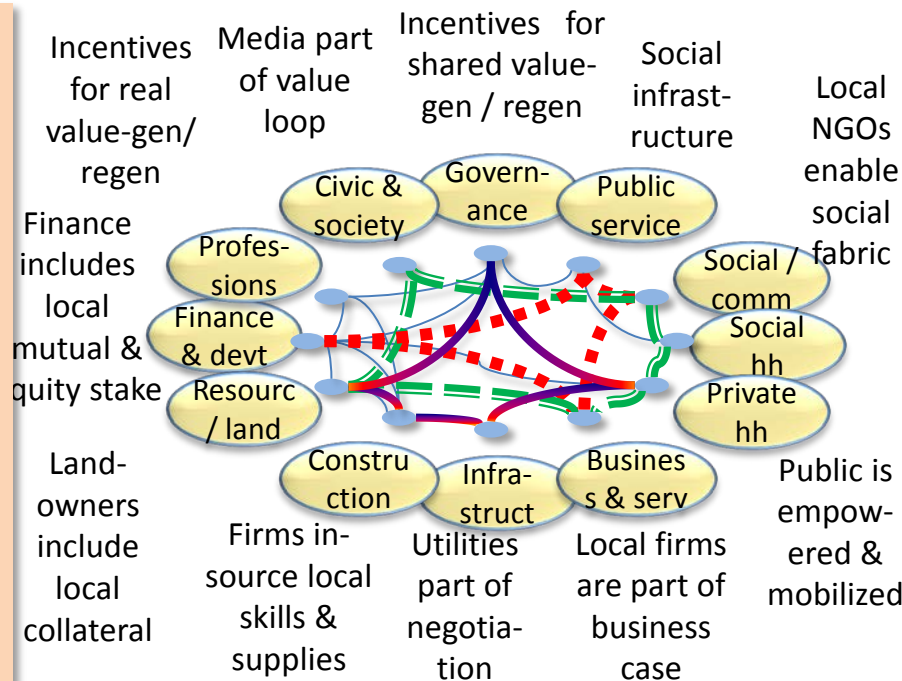 Incentives
for real
value-gen/
regen
Media part
of value
loop
Incentives for
shared value-
gen / regen
Social
infrast-
ructure
Local
NGOs
enable
social
fabric
Civic &
society
Govern-
ance
Public
service
Finance
includes
local
mutual &
quity stake
Profes-
sions
Finance
& devt
Resourc
/ land
Social /
comm
Social
hh
Private
hh
Constru
ction
Infra-
struct
Busines
s & serv
Land-
owners
include
local
collateral
Firms in-
source local
skills &
supplies
Utilities
part of
negotia-
tion
Local firms
are part of
business
case
Public is
empow-
ered &
mobilized